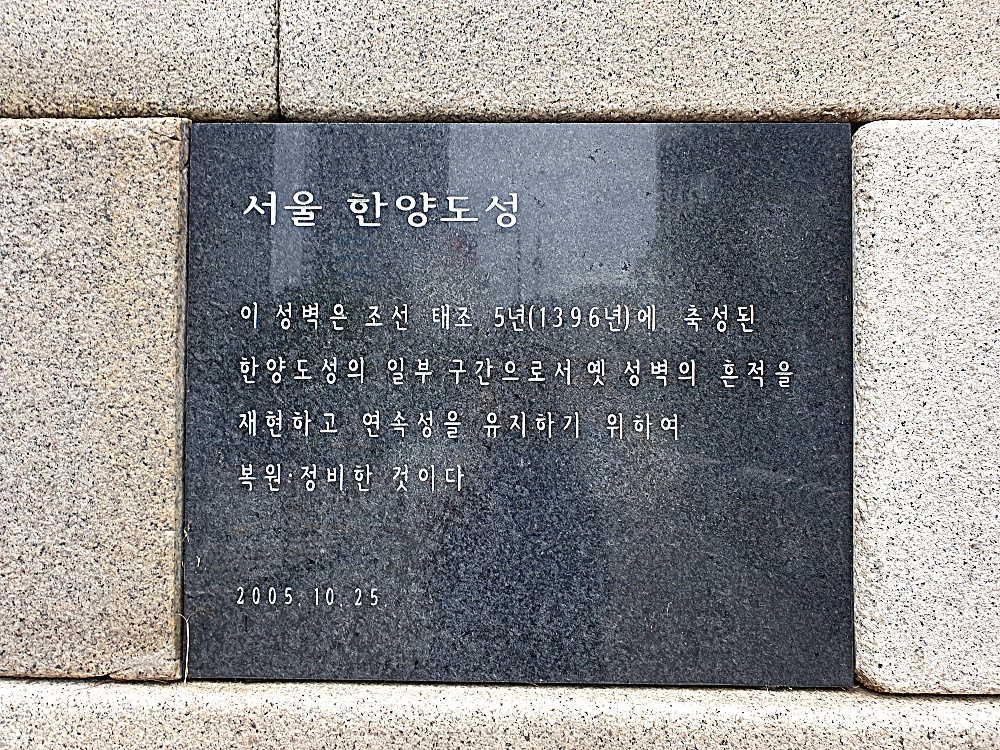 서울 한양도성
이 성벽은 조선 태조 5년(1396년)에 축성된
한양도성의 일부 구간으로서 옛 성벽의 흔적을
재현하고 연속성을 유지하기 위하여
복원·정비한 것이다
2005. 10. 25